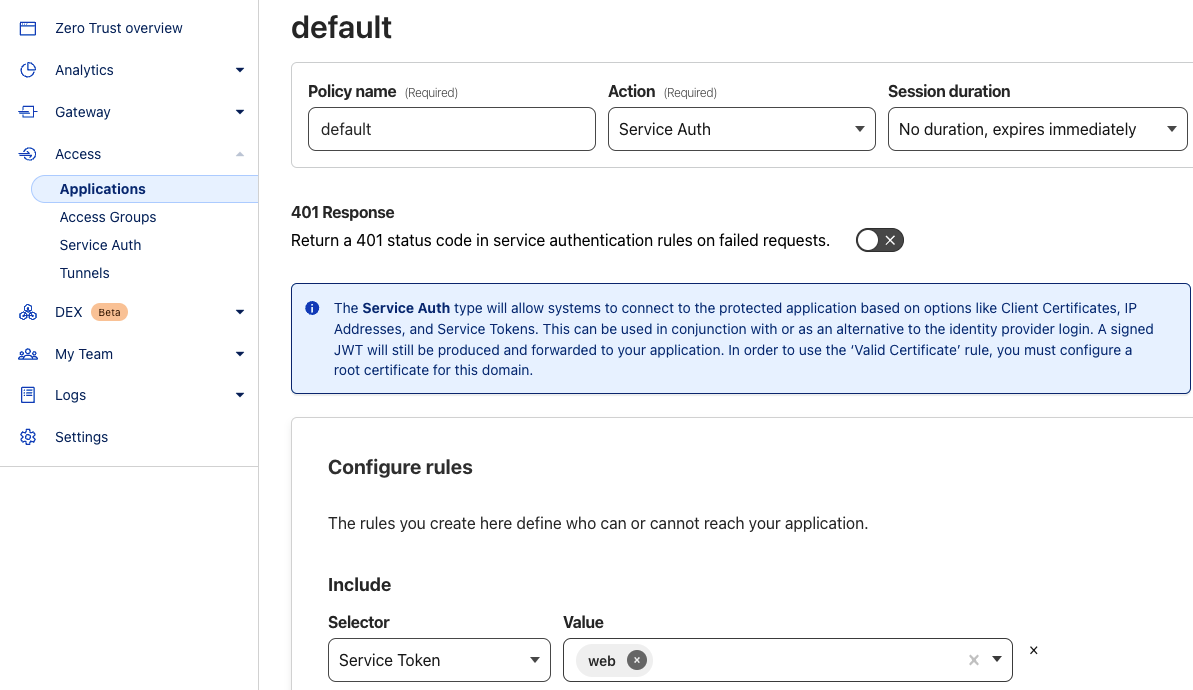 Zero Trust overview
Analytics
Gateway
Access
Applications
Access Groups
Service Auth
Tunnels
DEX Beta
My Team
Logs
Settings
default
Policy name (Required)
default
Action (Required)
Service Auth
Session duration
No duration, expires immediately
401 Response
Return a 401 status code in service authentication rules on failed requests.
The Service Auth type will allow systems to connect to the protected application based on options like Client Certificates, IP
Addresses, and Service Tokens. This can be used in conjunction with or as an alternative to the identity provider login. A signed
JWT will still be produced and forwarded to your application. In order to use the ‘Valid Certificate’ rule, you must configure a
root certificate for this domain.
Configure rules
The rules you create here define who can or cannot reach your application.
Include
Selector
Service Token
Value
web